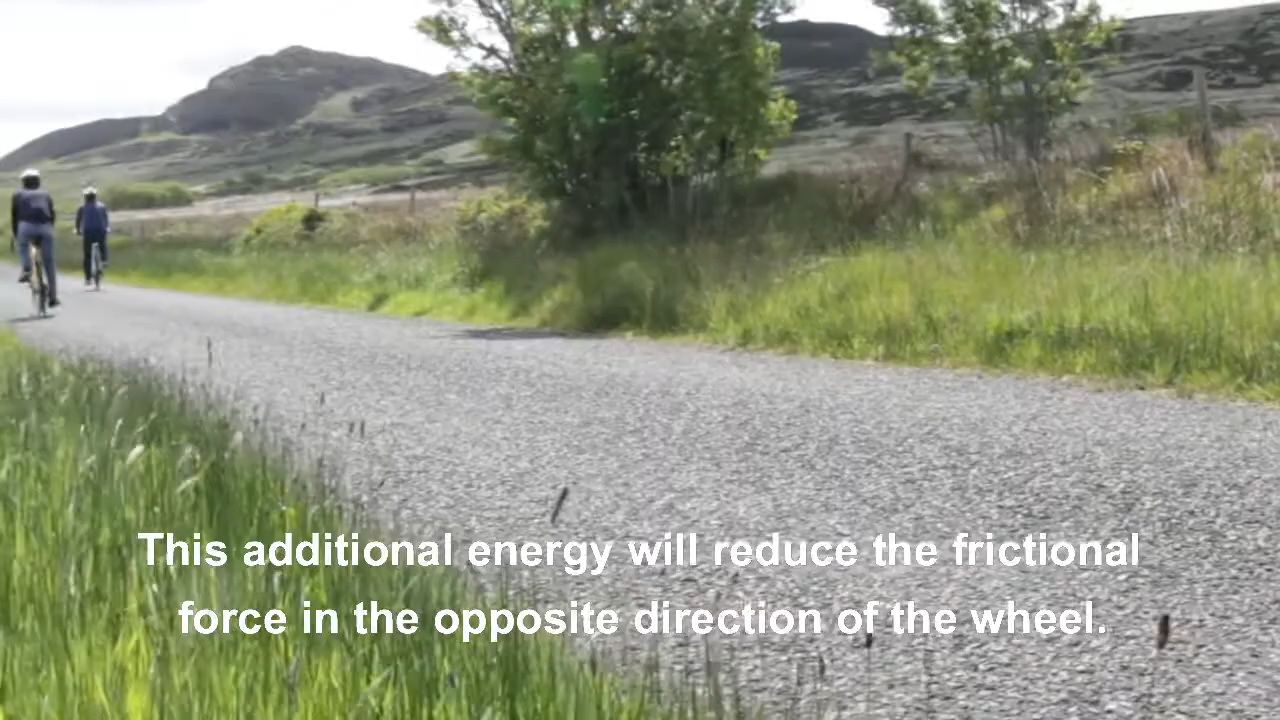 This additional energy will reduce the frictional
force in the opposite direction of the wheel.